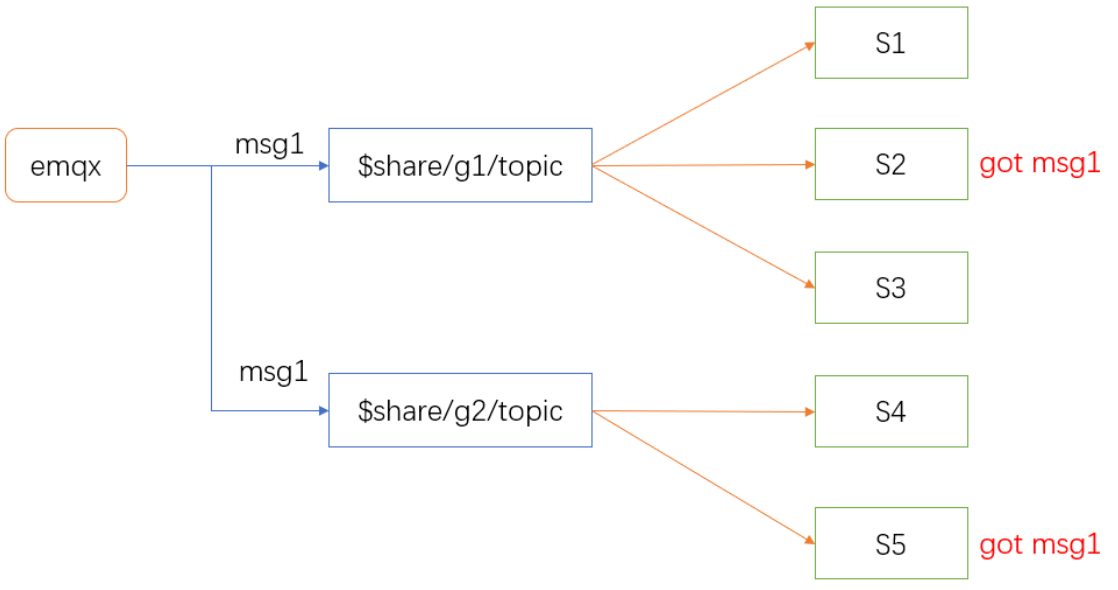 S1
msg1
emqx
$share/g1/topic
S2
got msg1
S3
msg1
$share/g2/topic
S4
S5
got msg1